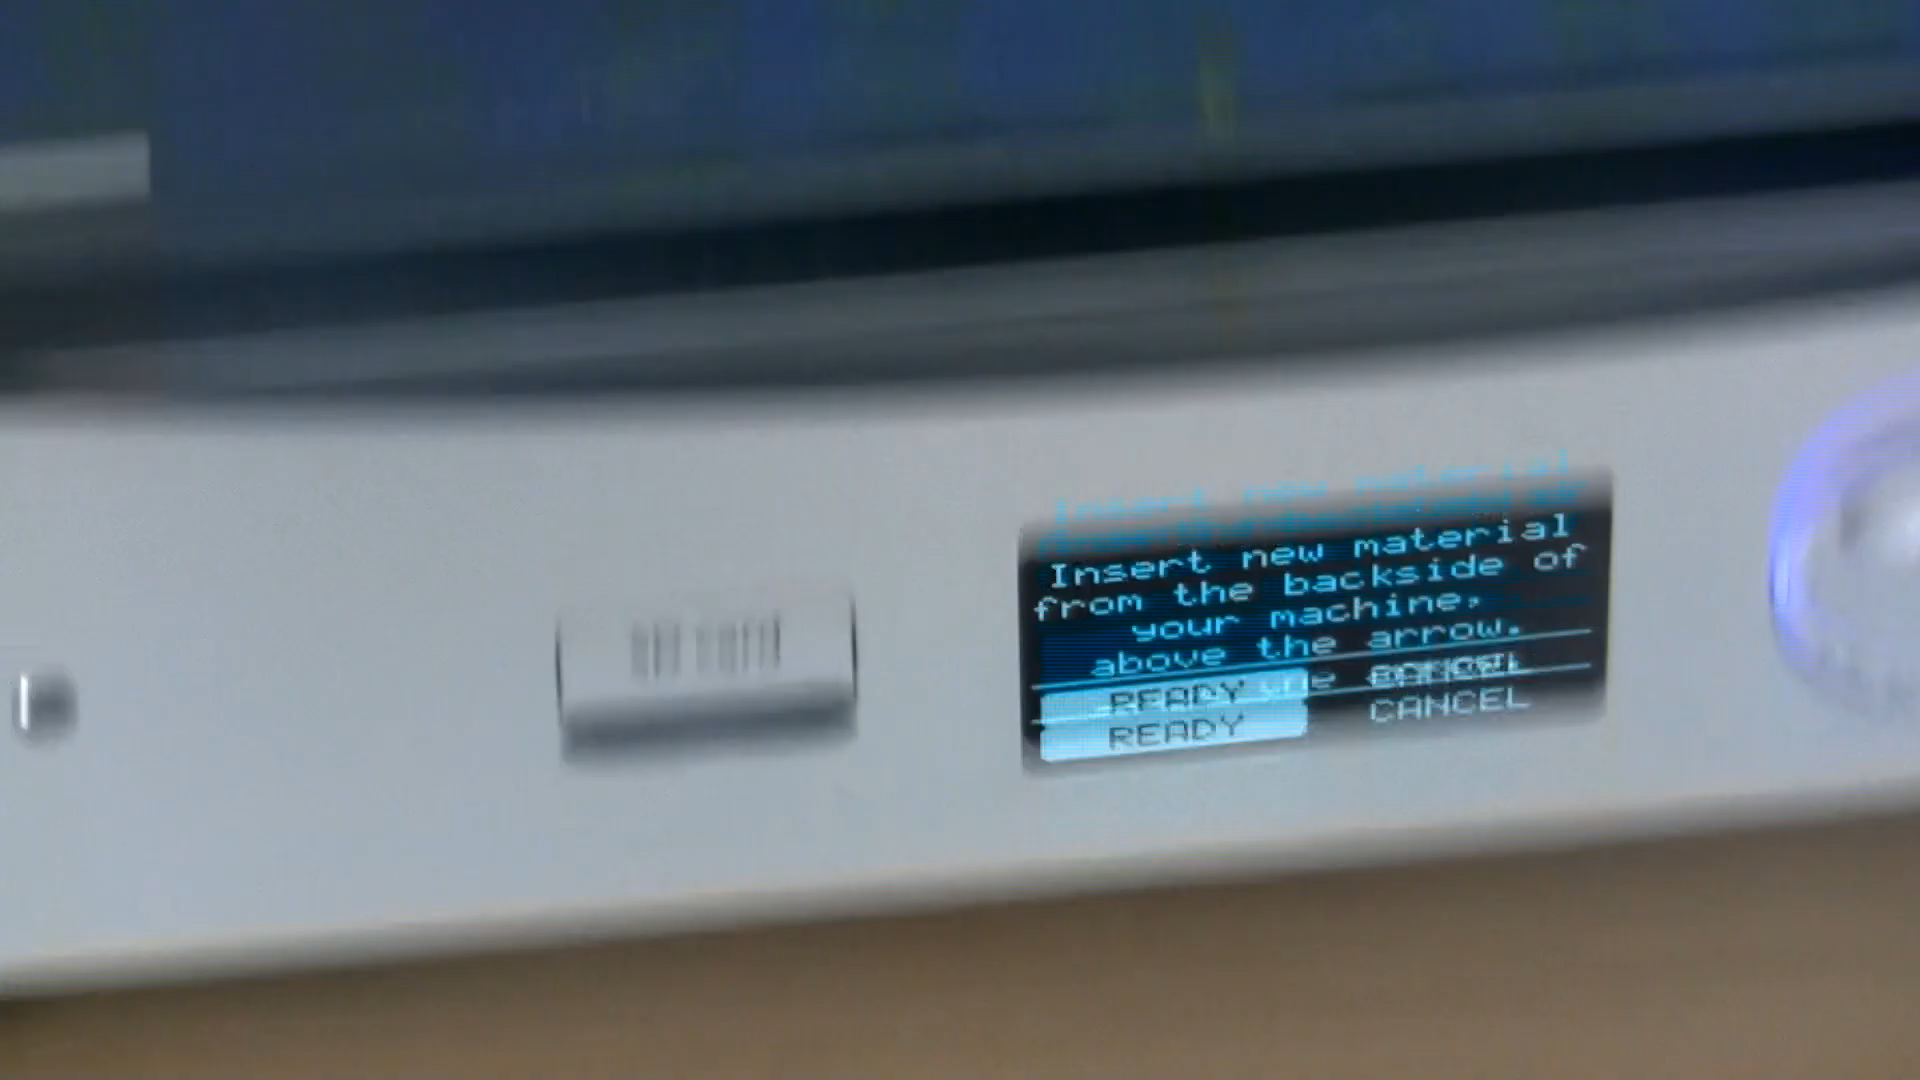 Insert new material
from the backside of
your machine,
above the arrow.
READY CANCEL